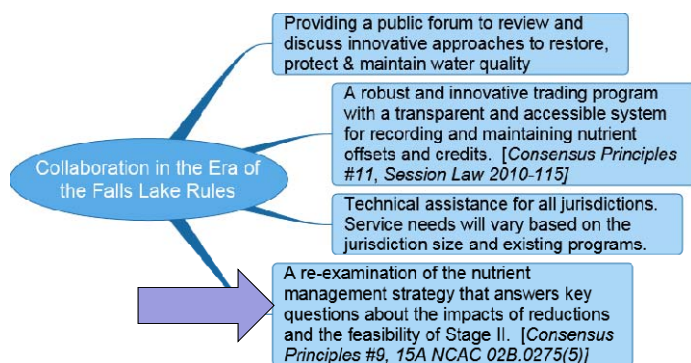 Providing a public forum to review and
discuss innovative approaches to restore,
protect & maintain water quality
A robust and innovative trading program
with a transparent and accessible system
for recording and maintaining nutrient
offsets and credits. [Consensus Principles
#11, Session Law 2010-115]
Collaboration in the Era of
the Falls Lake Rules
Technical assistance for all jurisdictions.
Service needs will vary based on the
jurisdiction size and existing programs.
A re-examination of the nutrient
management strategy that answers key
questions about the impacts of reductions
and the feasibility of Stage II. [Consensus
Principles #9, 15A NCAC 02B.0275(5)]